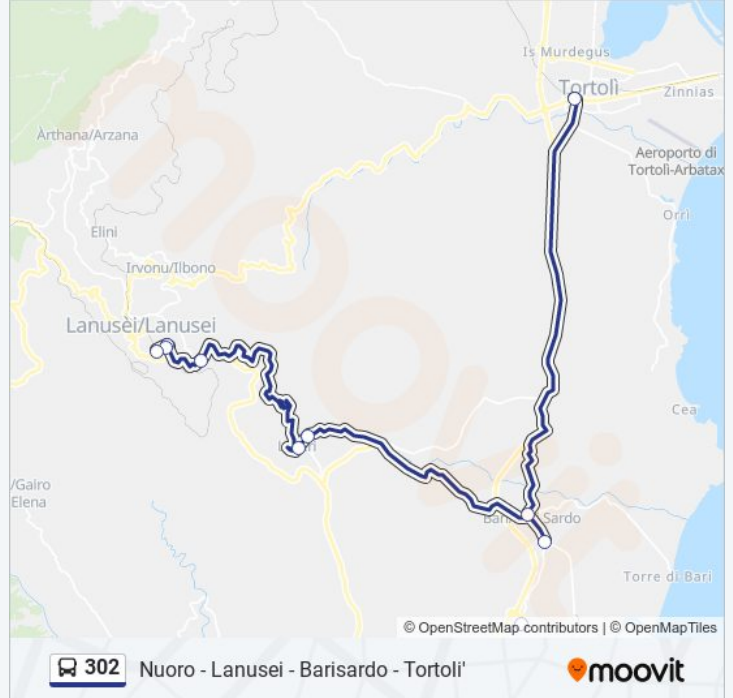 Is Murdegus
Tortolì
Zinnias
Àrthana/Arzana
Aeroporto di
Tortolì-Arbatax
Orrì
Elini
Irvonu/Ilbono
Lanusèi/Lanusei
Cea
/Gairo
Elena
Sardo
Torre di Bari
© OpenStreetMap contributors | © OpenMapTiles
302 Nuoro - Lanusei - Barisardo - Tortoli'
moovit